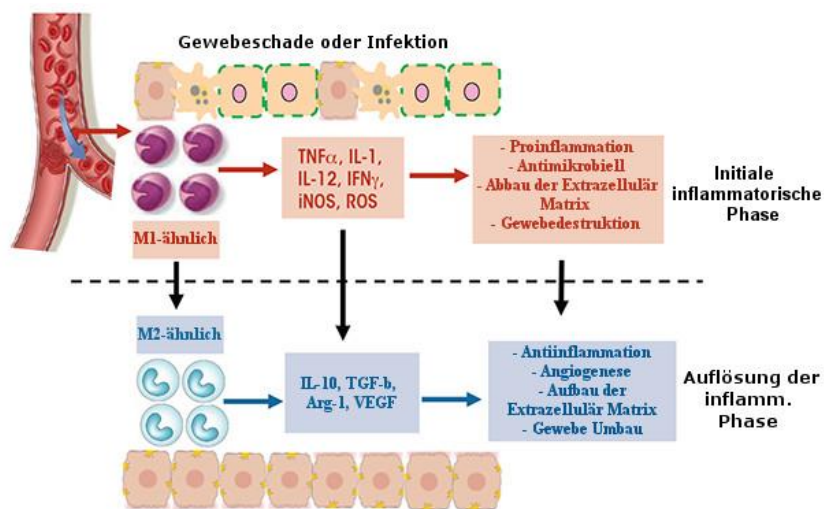 Gewebeschade oder Infektion
TNFα, IL-1,
IL-12, IFNγ,
iNOS, ROS
- Proinflammation
- Antimikrobiell
- Abbau der Extrazellulär
Matrix
- Gewebedestruktion
Initiale
inflammatorische
Phase
M1-ähnlich
M2-ähnlich
IL-10, TGF-b,
Arg-1, VEGF
- Antiinflammation
- Angiogenese
- Aufbau der
Extrazellulär Matrix
- Gewebe Umbau
Auflösung der
inflamm.
Phase